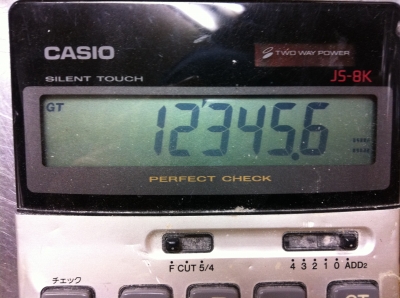 CASIO
TWO WAY POWER
SILENT TOUCH
JS-8K
GT
12345.6
PERFECT CHECK
F CUT 5/4
4 3 2 1 0 ADD2
チェック
GT